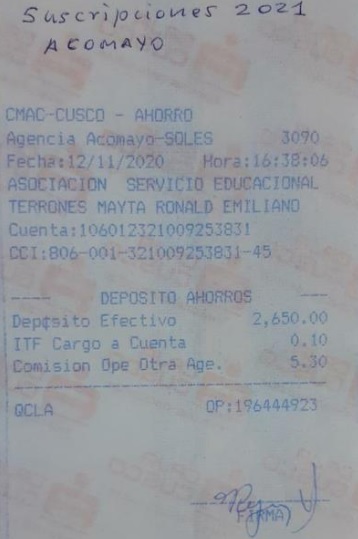 Suscripciones 2021
ACOMAYO
CMAC-CUSCO - AHORRO
Agencia Acomayo-SOLES 3090
Fecha:12/11/2020 Hora:16:38:06
ASOCIACION SERVICIO EDUCACIONAL
TERRONES MAYTA RONALD EMILIANO
Cuenta:106012321009253831
CCI:806-001-321009253831-45
---- DEPOSITO AHORROS ----
Depósito Efectivo 2,650.00
ITF Cargo a Cuenta 0.10
Comision Ope Otra Age. 5.30
QCLA OP:196444923
FIRMA)